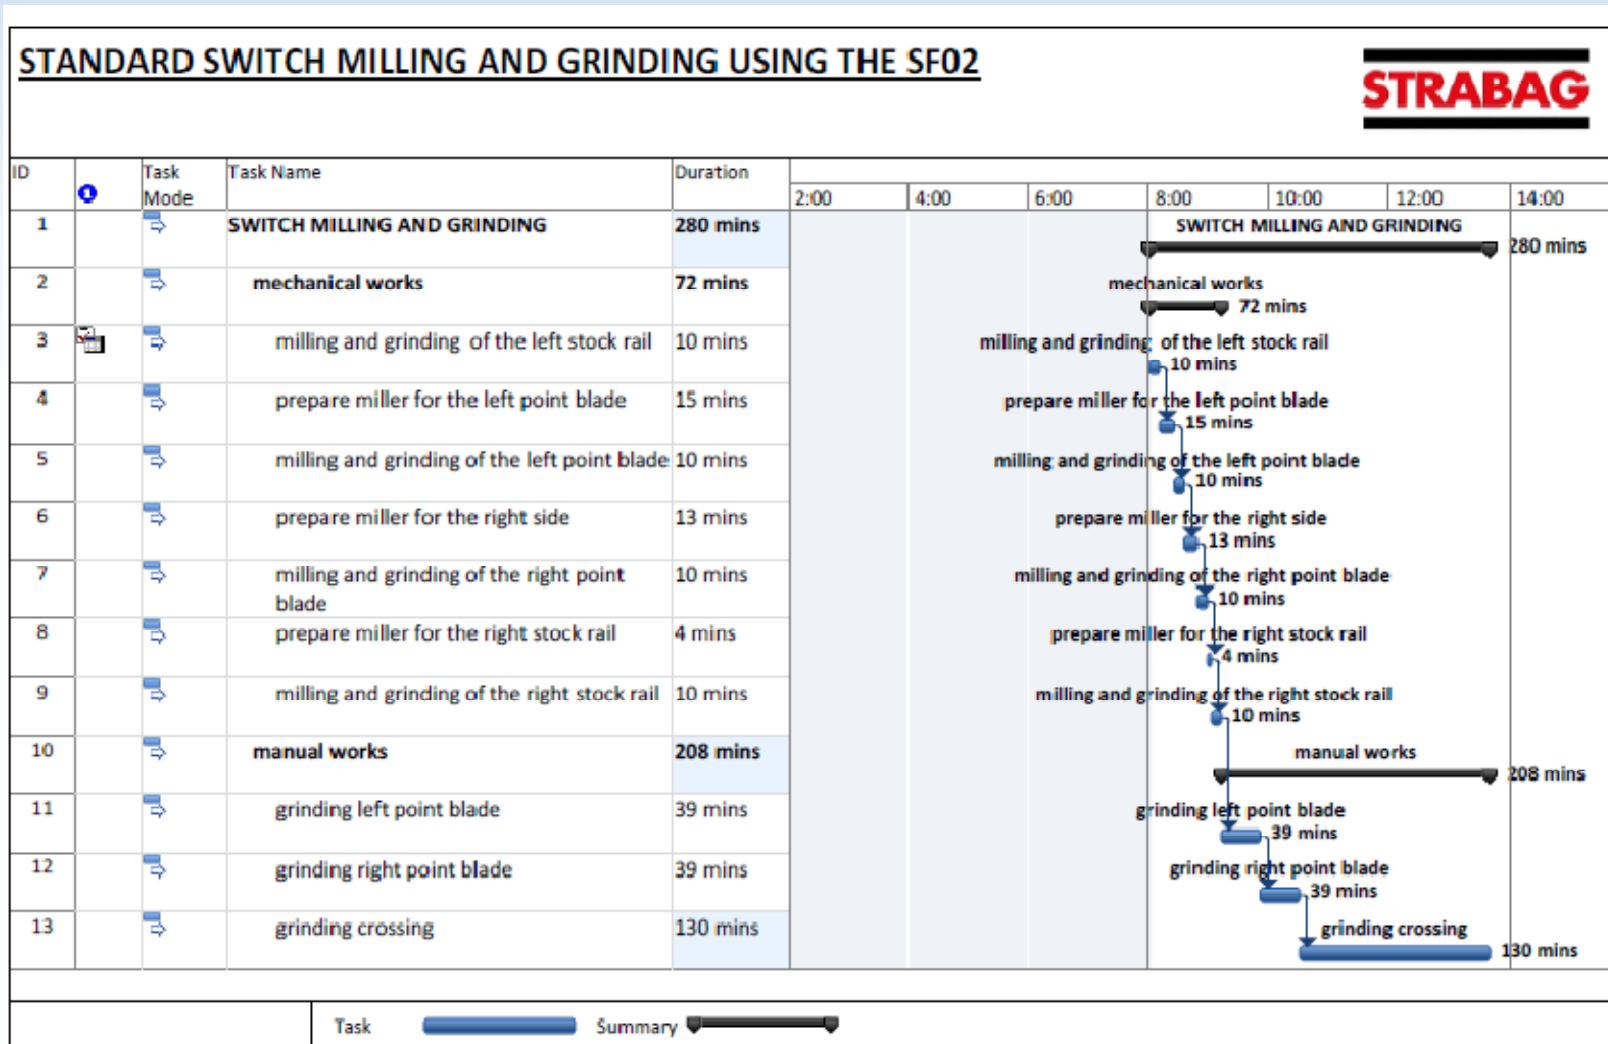 STANDARD SWITCH MILLING AND GRINDING USING THE SF02
STRABAG
ID Task Mode Task Name Duration
2:00 4:00 6:00 8:00 10:00 12:00 14:00
1 SWITCH MILLING AND GRINDING 280 mins
SWITCH MILLING AND GRINDING
280 mins
2 mechanical works 72 mins
mechanical works
72 mins
3 milling and grinding of the left stock rail 10 mins
milling and grinding of the left stock rail
10 mins
4 prepare miller for the left point blade 15 mins
prepare miller for the left point blade
15 mins
5 milling and grinding of the left point blade 10 mins
milling and grinding of the left point blade
10 mins
6 prepare miller for the right side 13 mins
prepare miller for the right side
13 mins
7 milling and grinding of the right point blade 10 mins
milling and grinding of the right point blade
10 mins
8 prepare miller for the right stock rail 4 mins
prepare miller for the right stock rail
4 mins
9 milling and grinding of the right stock rail 10 mins
milling and grinding of the right stock rail
10 mins
10 manual works 208 mins
manual works
208 mins
11 grinding left point blade 39 mins
grinding left point blade
39 mins
12 grinding right point blade 39 mins
grinding right point blade
39 mins
13 grinding crossing 130 mins
grinding crossing
130 mins
Task Summary